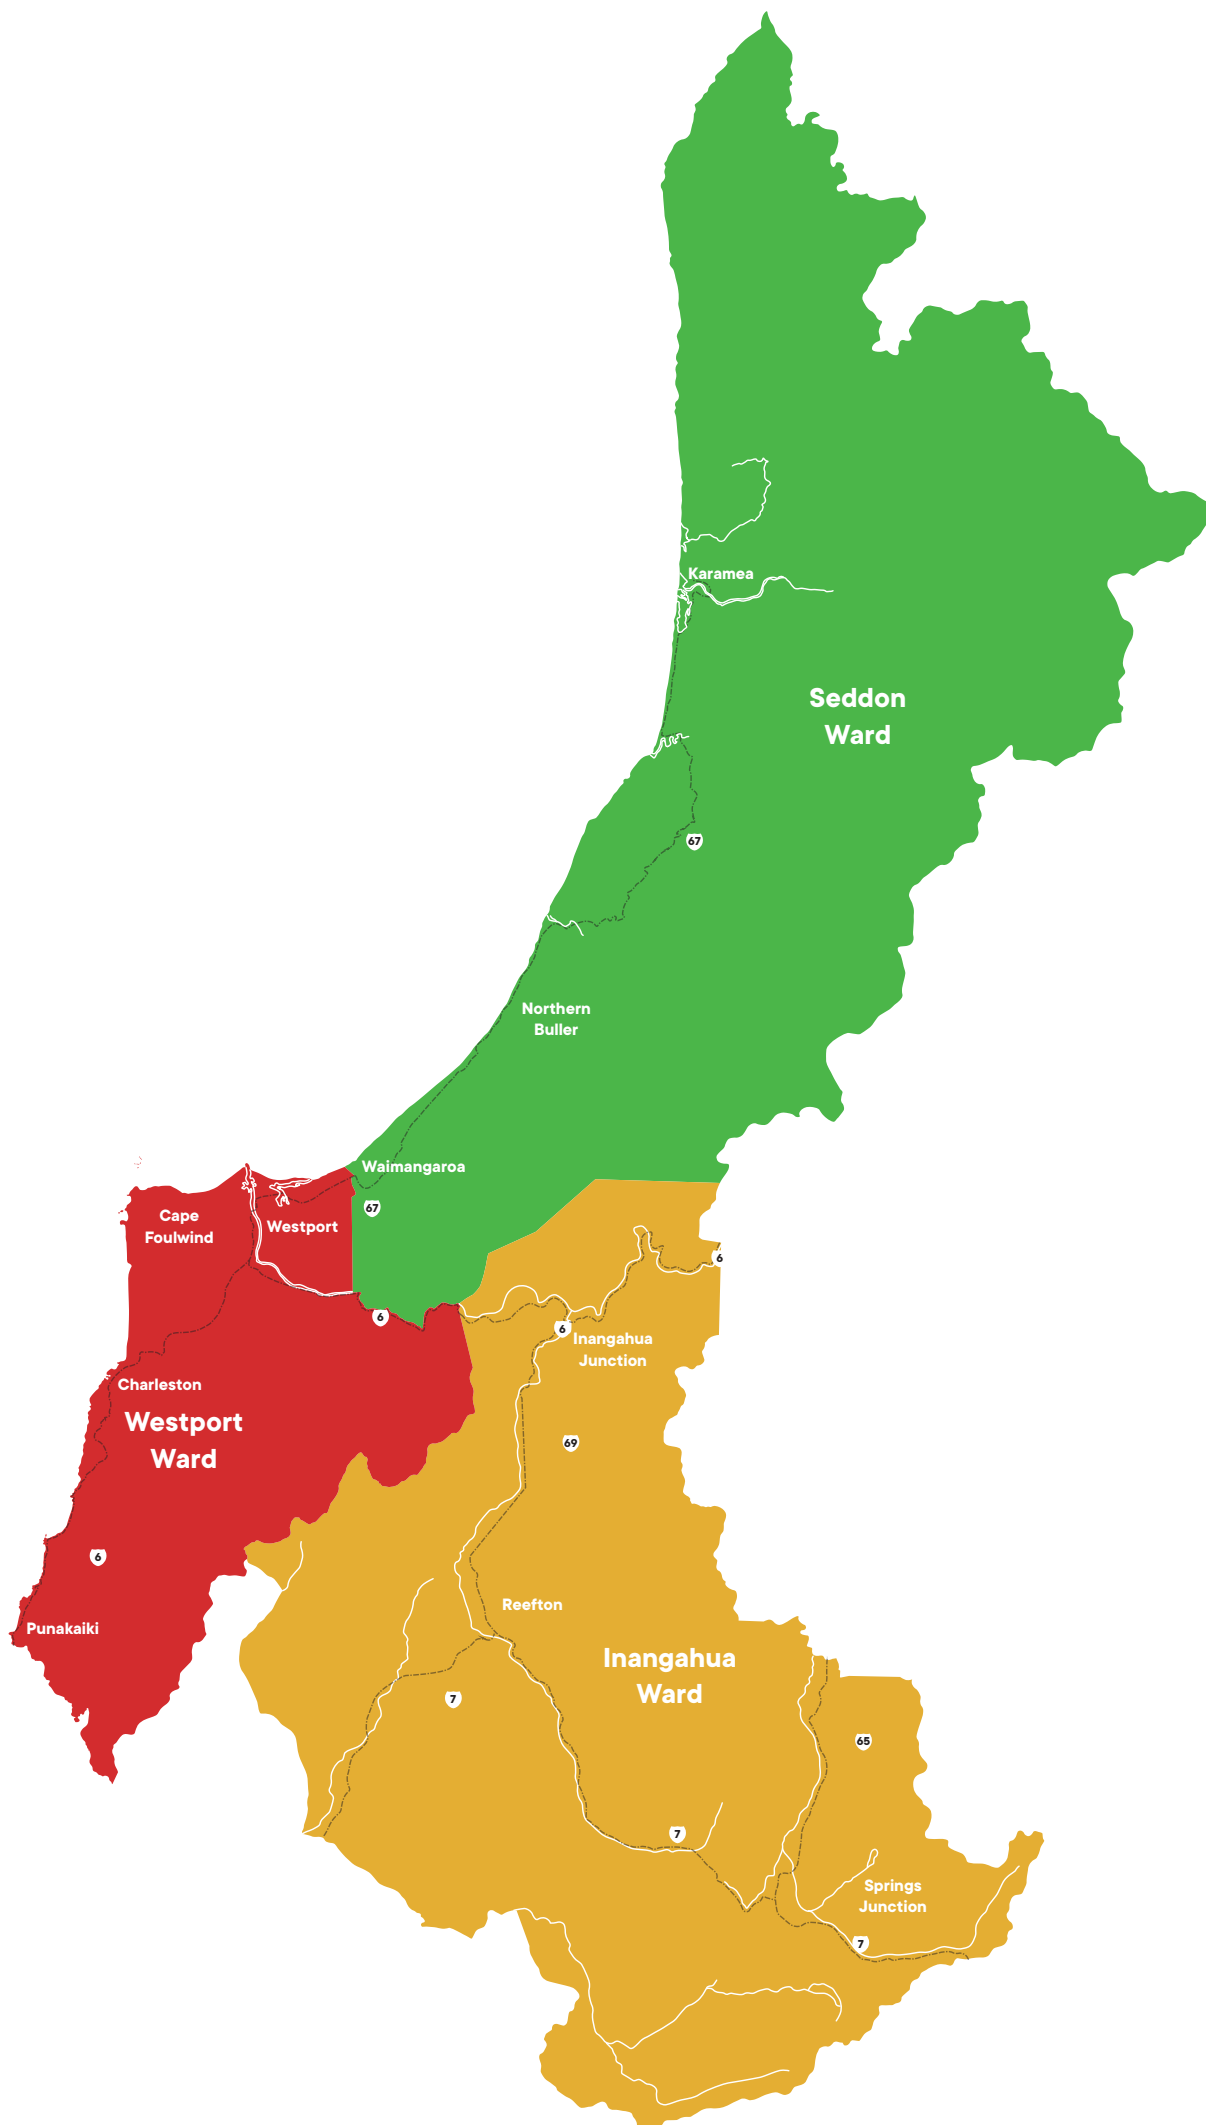 Karamea
Seddon
Ward
67
Northern
Buller
Waimangaroa
67
Cape
Foulwind
Westport
6
6
6
Inangahua
Junction
Charleston
Westport
Ward
69
6
Punakaiki
Reefton
Inangahua
Ward
7
65
7
Springs
Junction
7